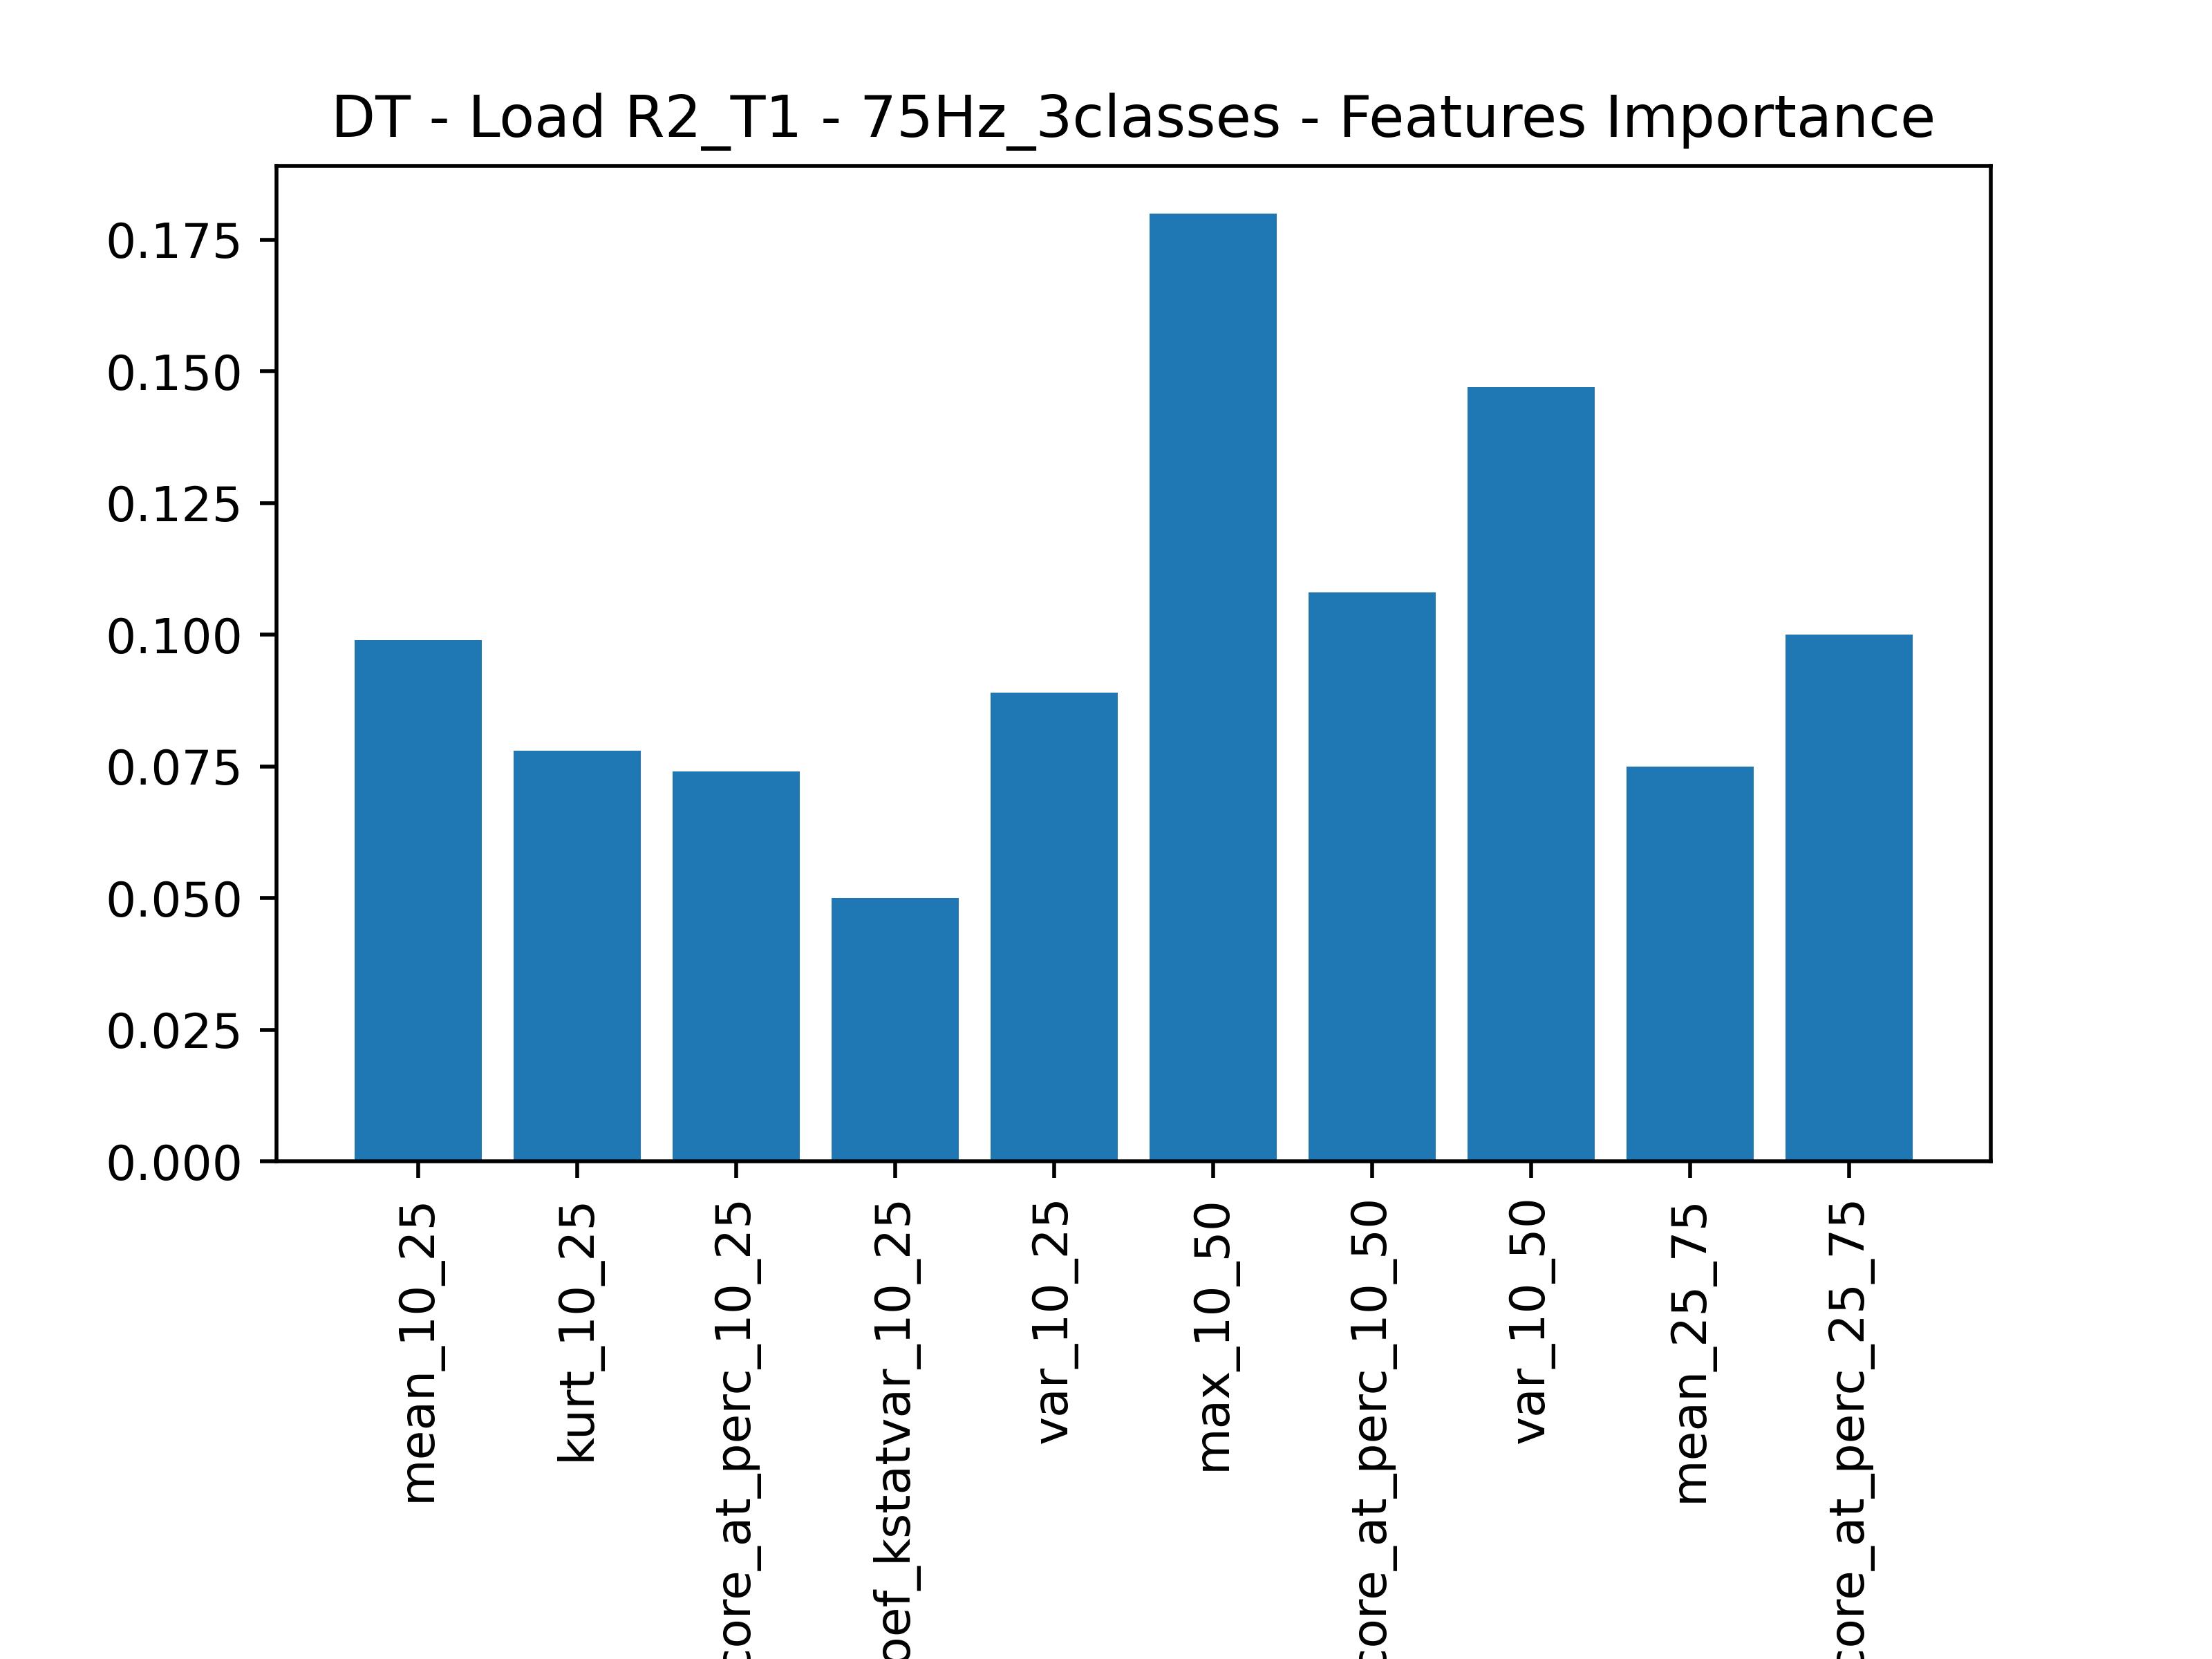 DT - Load R2_T1 - 75Hz_3classes - Features Importance
0.175
0.150
0.125
0.100
0.075
0.050
0.025
0.000
mean_10_25
kurt_10_25
core_at_perc_10_25
oef_kstatvar_10_25
var_10_25
max_10_50
core_at_perc_10_50
var_10_50
mean_25_75
core_at_perc_25_75